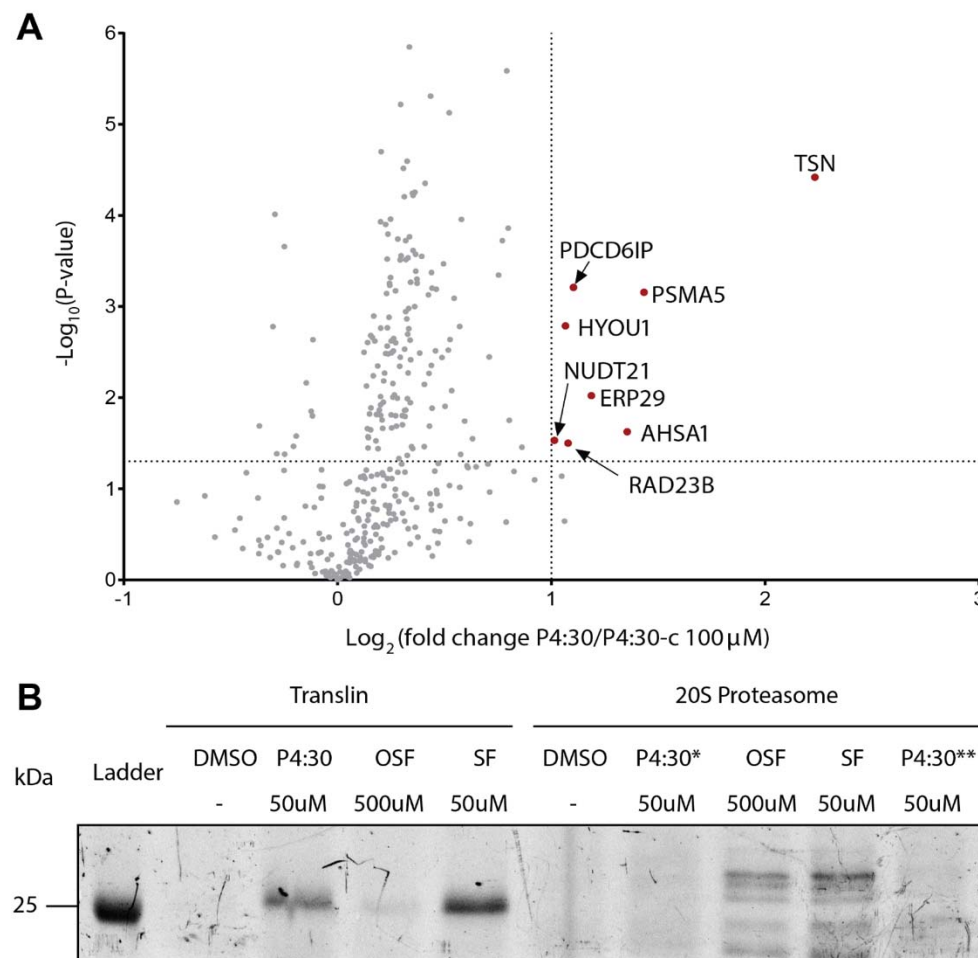 A
6
5
4
3
2
1
0
-Log10(P-value)
TSN
PDCD6IP
PSMA5
HYOU1
NUDT21
ERP29
AHSA1
RAD23B
-1 0 1 2 3
Log2(fold change P4:30/P4:30-c 100 µM)
B
Translin 20S Proteasome
kDa Ladder DMSO P4:30 OSF SF DMSO P4:30* OSF SF P4:30**
- 50uM 500uM 50uM - 50uM 500uM 50uM 50uM
25